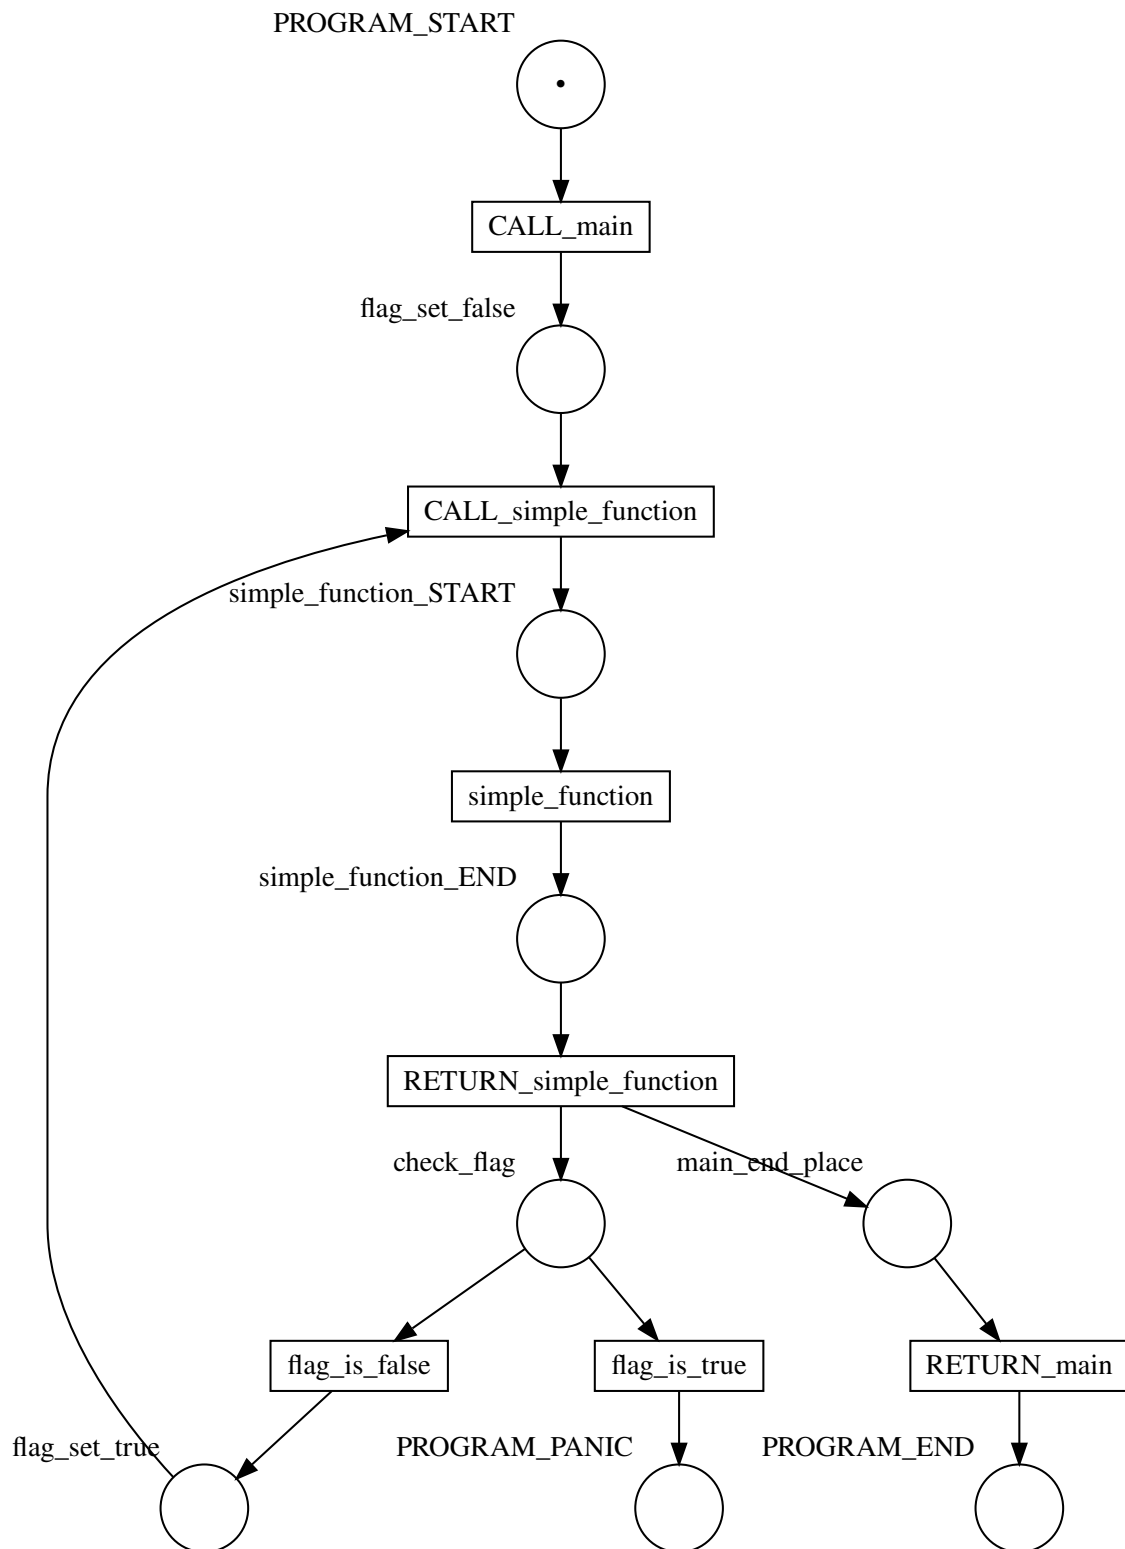 PROGRAM_START
CALL_main
flag_set_false
CALL_simple_function
simple_function_START
simple_function
simple_function_END
RETURN_simple_function
check_flag
main_end_place
flag_is_false
flag_is_true
RETURN_main
flag_set_true
PROGRAM_PANIC
PROGRAM_END